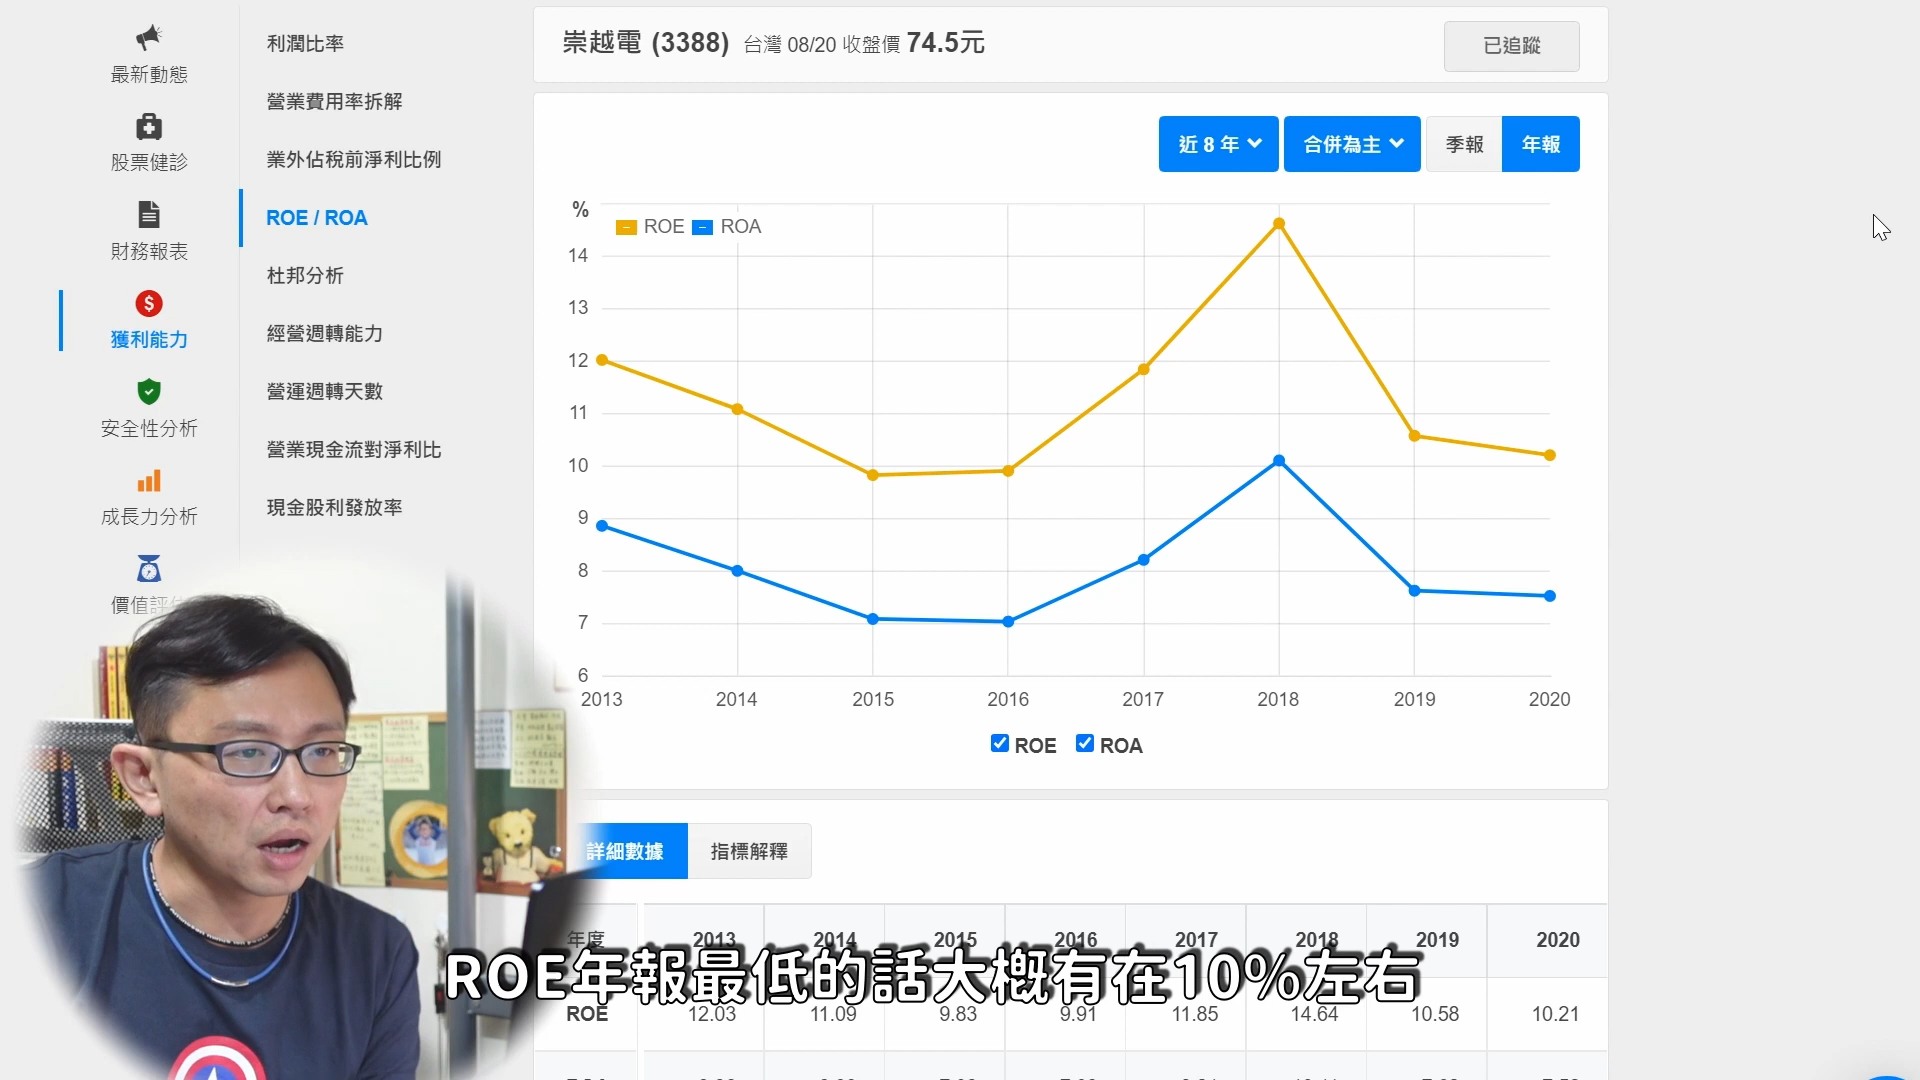 最新動態
股票健診
財務報表
獲利能力
安全性分析
成長力分析
價值評估
利潤比率
營業費用率拆解
業外佔稅前淨利比例
ROE / ROA
杜邦分析
經營週轉能力
營運週轉天數
營業現金流對淨利比
現金股利發放率
崇越電 (3388) 台灣 08/20 收盤價 74.5元
已追蹤
近 8 年 合併為主 季報 年報
% ROE ROA
14
13
12
11
10
9
8
7
6
2013 2014 2015 2016 2017 2018 2019 2020
ROE ROA
詳細數據 指標解釋
年度 2013 2014 2015 2016 2017 2018 2019 2020
ROE年報最低的話大概有在10%左右
ROE 12.03 11.09 9.83 9.91 11.85 14.64 10.58 10.21